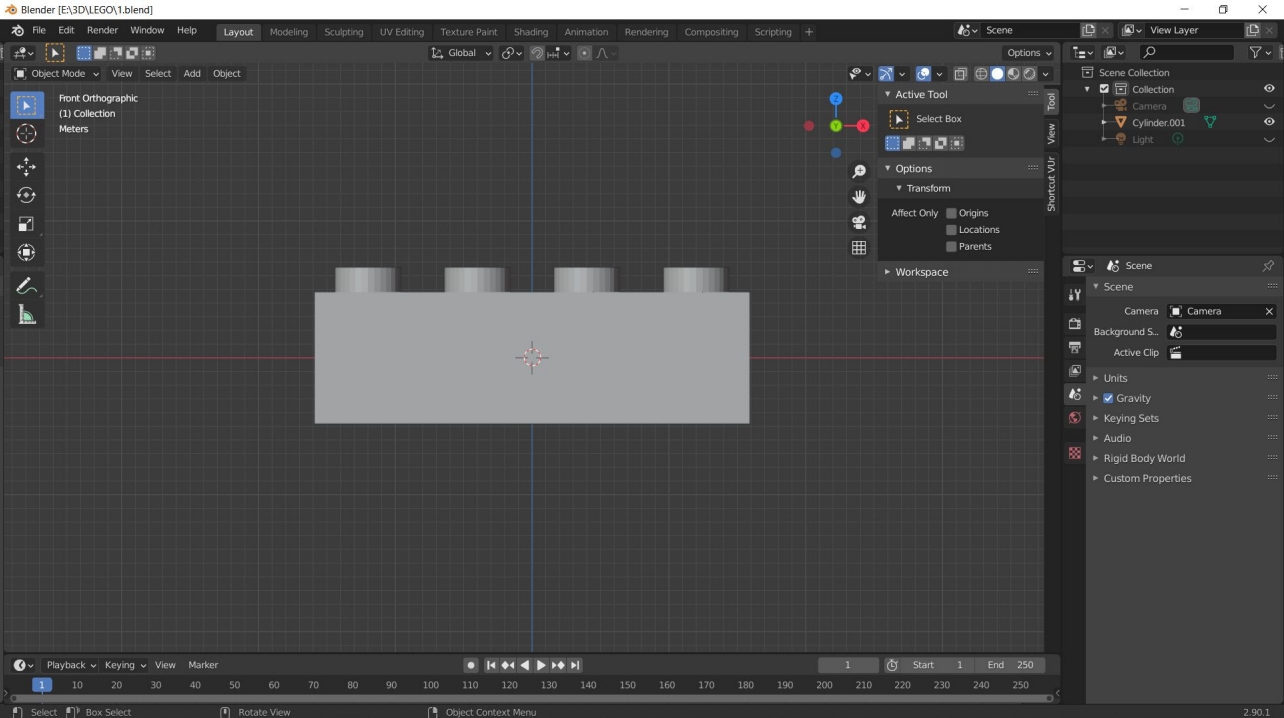 Blender [E:\3D\LEGO\1.blend]
File Edit Render Window Help Layout Modeling Sculpting UV Editing Texture Paint Shading Animation Rendering Compositing Scripting + Scene View Layer
Global Options
Object Mode View Select Add Object
Front Orthographic
(1) Collection
Meters
Z
Y
X
Active Tool
Select Box
Options
Transform
Affect Only Origins
Locations
Parents
Workspace
Tool
View
Shortcut VUr
Scene Collection
Collection
Camera
Cylinder.001
Light
Scene
Scene
Camera Camera
Background S...
Active Clip
Units
Gravity
Keying Sets
Audio
Rigid Body World
Custom Properties
Playback Keying View Marker 1 Start 1 End 250
1 10 20 30 40 50 60 70 80 90 100 110 120 130 140 150 160 170 180 190 200 210 220 230 240 250
Select Box Select Rotate View Object Context Menu 2.90.1